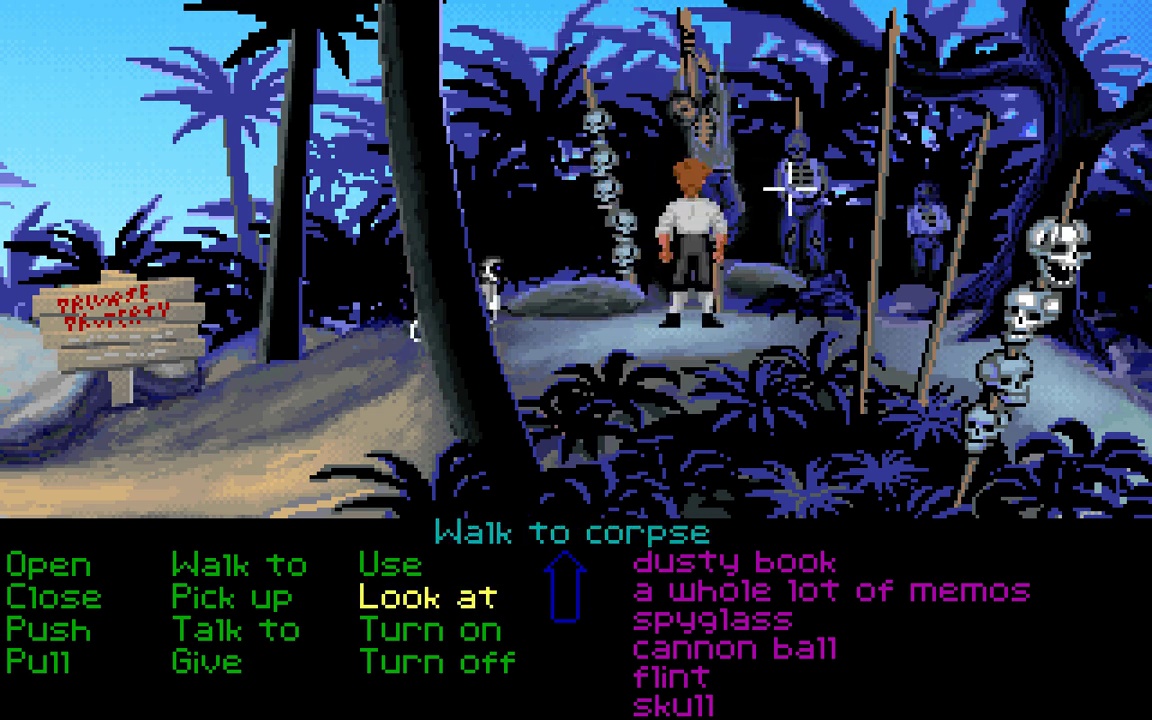 PRIVATE
PROPERTY
Walk to corpse
Open Walk to Use dusty book
Close Pick up Look at a whole lot of memos
Push Talk to Turn on spyglass
Pull Give Turn off cannon ball
flint
skull